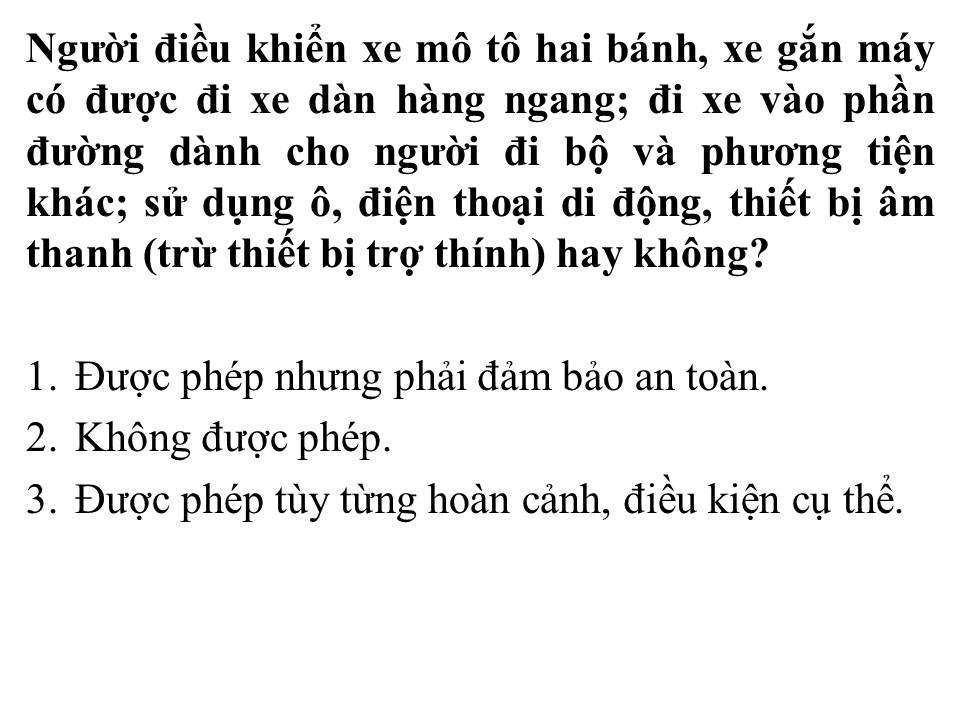 Người điều khiển xe mô tô hai bánh, xe gắn máy
có được đi xe dàn hàng ngang; đi xe vào phần
đường dành cho người đi bộ và phương tiện
khác; sử dụng ô, điện thoại di động, thiết bị âm
thanh (trừ thiết bị trợ thính) hay không?
1. Được phép nhưng phải đảm bảo an toàn.
2. Không được phép.
3. Được phép tùy từng hoàn cảnh, điều kiện cụ thể.